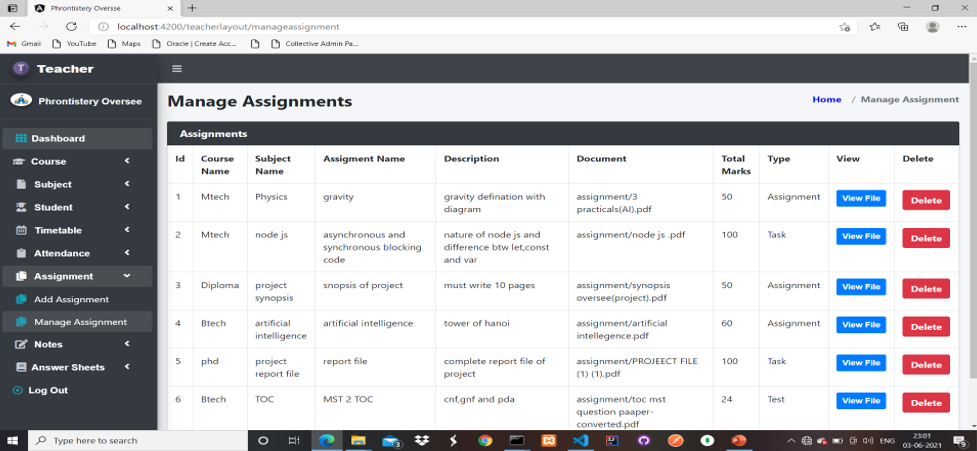 Phrontistery Oversse
localhost:4200/teacherlayout/manageassignment
Gmail YouTube Maps Oracle | Create Acc... Collective Admin Pa...
T Teacher
Phrontistery Oversee
Dashboard
Course
Subject
Student
Timetable
Attendance
Assignment
Add Assignment
Manage Assignment
Notes
Answer Sheets
Log Out
Manage Assignments
Home / Manage Assignment
Assignments
Id Course Name Subject Name Assigment Name Description Document Total Marks Type View Delete
1 Mtech Physics gravity gravity defination with diagram assignment/3 practicals(AI).pdf 50 Assignment View File Delete
2 Mtech node js asynchronous and synchronous blocking code nature of node js and difference btw let,const and var assignment/node js .pdf 100 Task View File Delete
3 Diploma project synopsis snopsis of project must write 10 pages assignment/synopsis oversee(project).pdf 50 Assignment View File Delete
4 Btech artificial intelligence artificial intelligence tower of hanoi assignment/artificial intellegence.pdf 60 Assignment View File Delete
5 phd project report file report file complete report file of project assignment/PROJEECT FILE (1) (1).pdf 100 Task View File Delete
6 Btech TOC MST 2 TOC cnf,gnf and pda assignment/toc mst question paaper-converted.pdf 24 Test View File Delete
Type here to search
3
ENG
23:01
03-06-2021
9